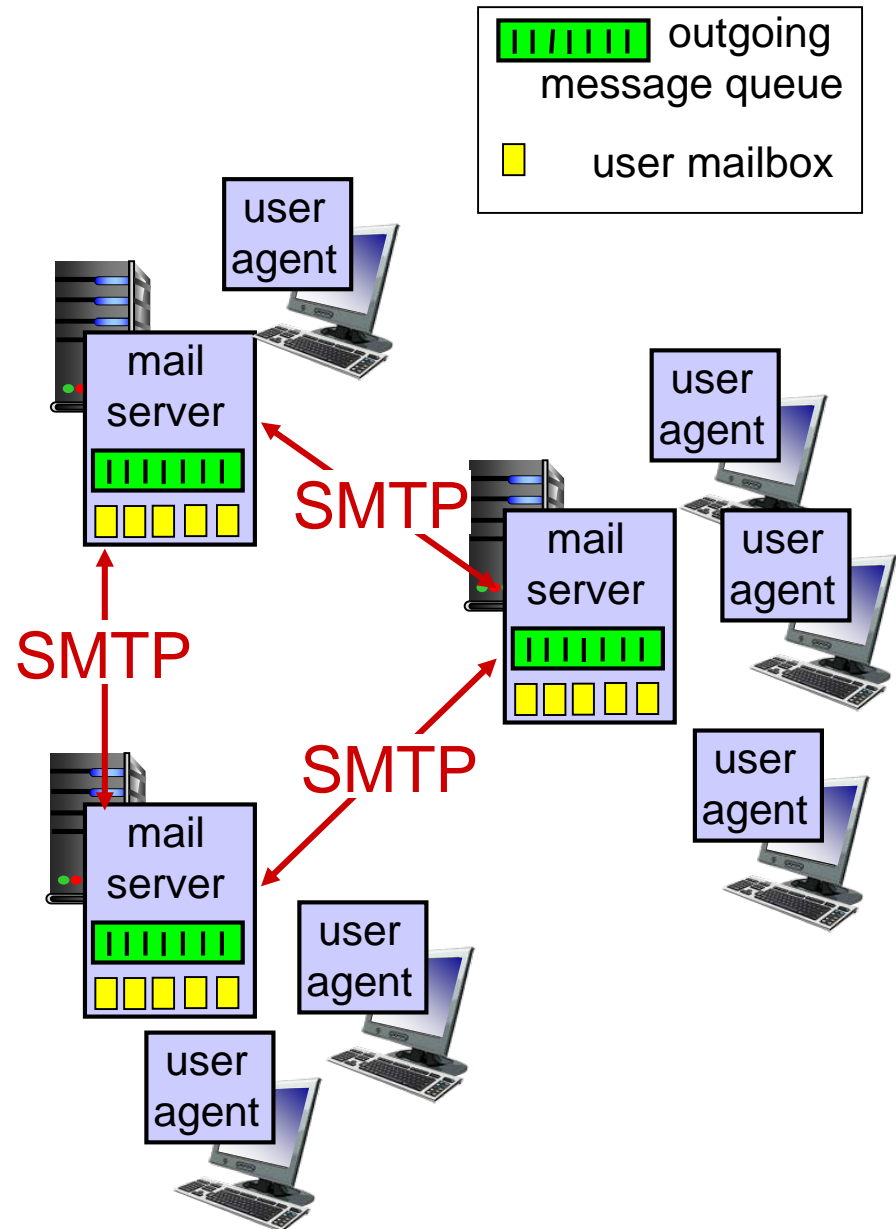 outgoing
message queue
user mailbox
user
agent
mail
server
SMTP
user
agent
mail
server
user
agent
SMTP
SMTP
user
agent
mail
server
user
agent
user
agent